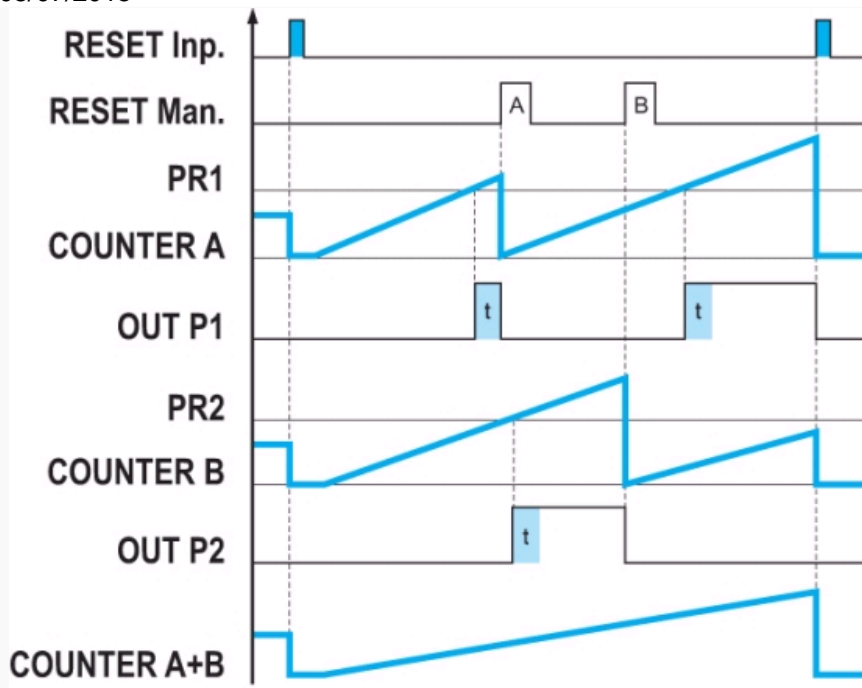 RESET Inp.
RESET Man.
A
B
PR1
COUNTER A
OUT P1
t
t
PR2
COUNTER B
OUT P2
t
COUNTER A+B